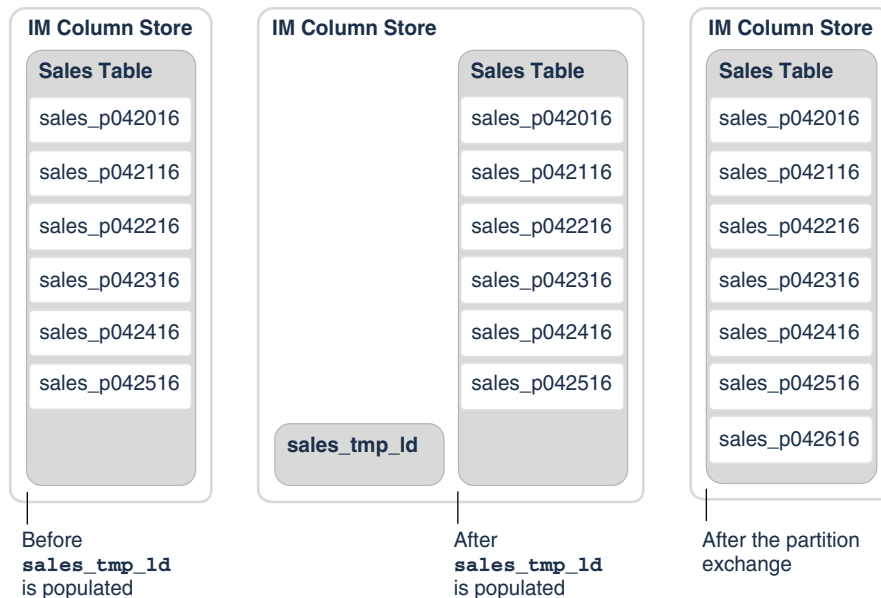 IM Column Store
Sales Table
sales_p042016
sales_p042116
sales_p042216
sales_p042316
sales_p042416
sales_p042516
Before
sales_tmp_ld
is populated
IM Column Store
Sales Table
sales_p042016
sales_p042116
sales_p042216
sales_p042316
sales_p042416
sales_p042516
sales_tmp_ld
After
sales_tmp_ld
is populated
IM Column Store
Sales Table
sales_p042016
sales_p042116
sales_p042216
sales_p042316
sales_p042416
sales_p042516
sales_p042616
After the partition
exchange